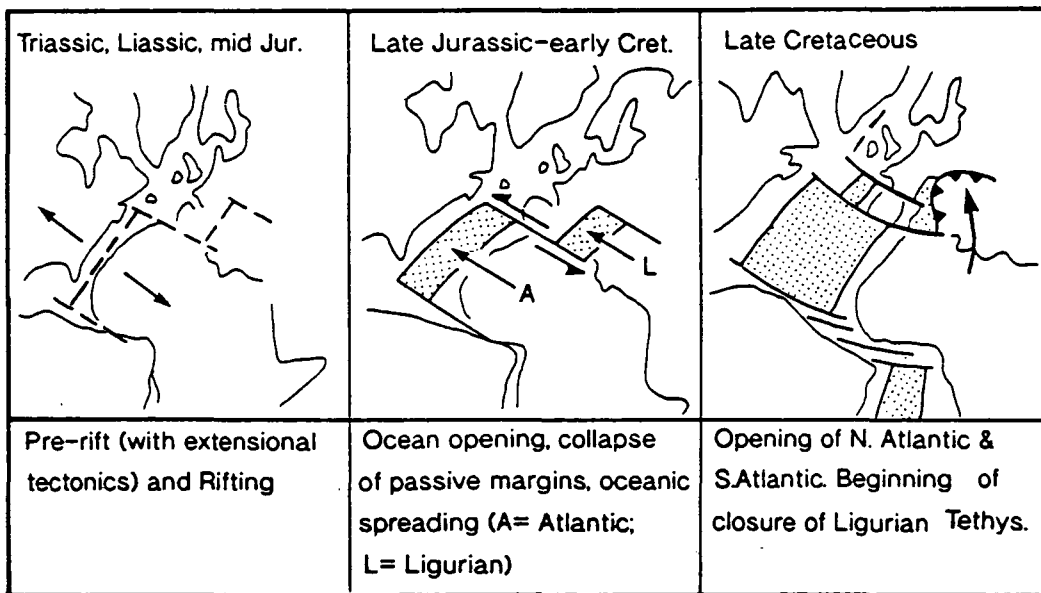 Triassic, Liassic, mid Jur.
Late Jurassic-early Cret.
Late Cretaceous
A
L
Pre-rift (with extensional
tectonics) and Rifting
Ocean opening, collapse
of passive margins, oceanic
spreading (A= Atlantic;
L= Ligurian)
Opening of N. Atlantic &
S.Atlantic. Beginning of
closure of Ligurian Tethys.